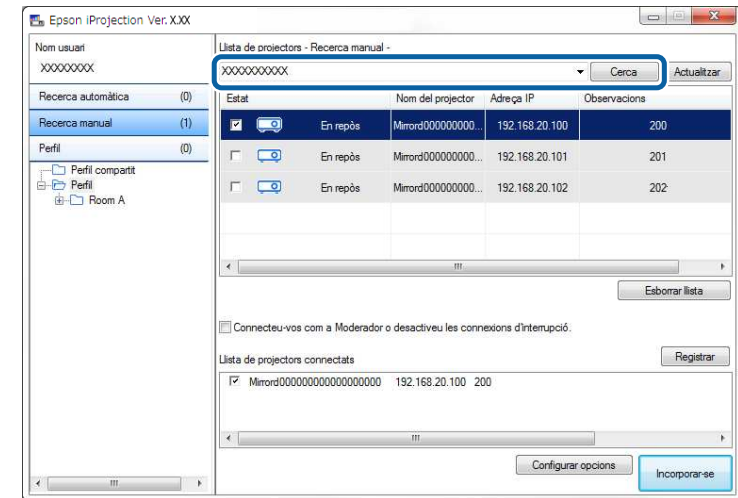 Epson iProjection Ver. X.XX
Nom usuari
XXXXXXXX
Recerca automàtica (0)
Recerca manual (1)
Perfil (0)
Perfil compartit
Perfil
Room A
Llista de projectors - Recerca manual -
XXXXXXXXXX Cerca Actualitzar
Estat Nom del projector Adreça IP Observacions
En repòs Mirrord000000000... 192.168.20.100 200
En repòs Mirrord000000000... 192.168.20.101 201
En repòs Mirrord000000000... 192.168.20.102 202
Esborrar llista
Connecteu-vos com a Moderador o desactiveu les connexions d'interrupció.
Llista de projectors connectats Registrar
Mirrord000000000000000000 192.168.20.100 200
Configurar opcions Incorporar-se